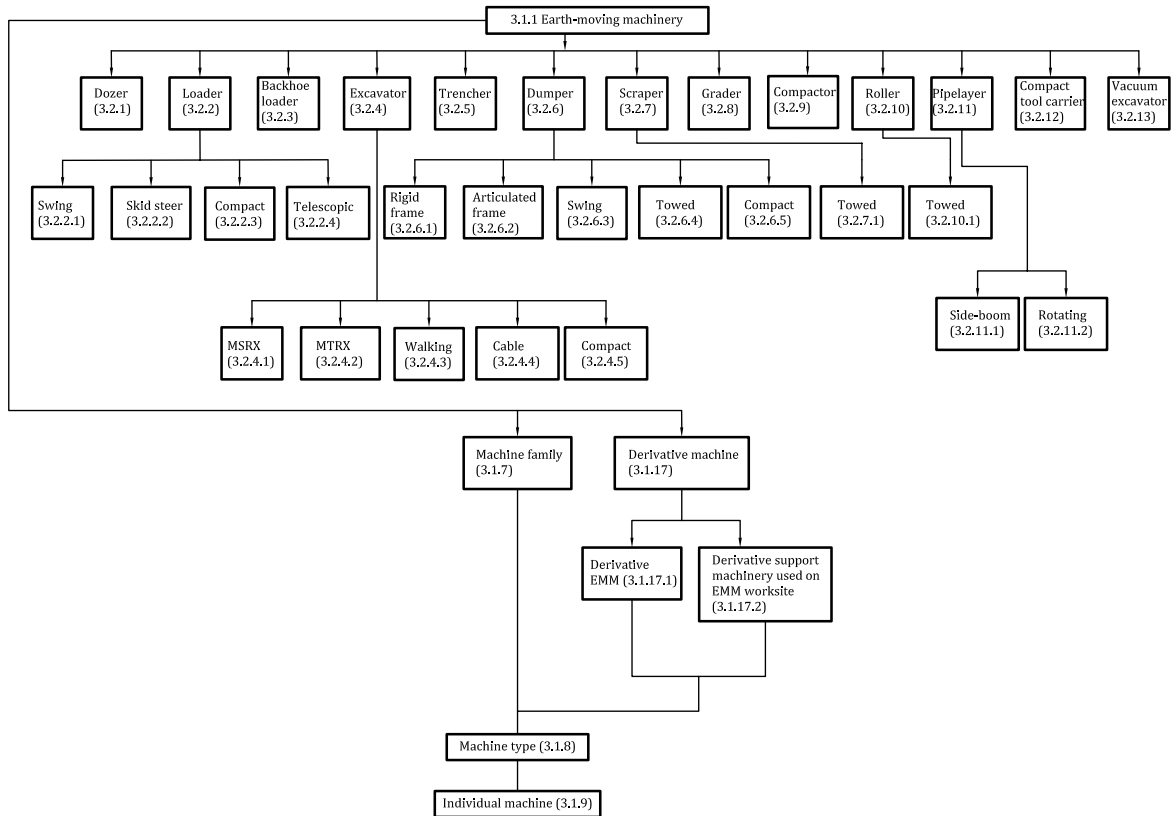 3.1.1 Earth-moving machinery
Dozer
(3.2.1)
Loader
(3.2.2)
Backhoe
loader
(3.2.3)
Excavator
(3.2.4)
Trencher
(3.2.5)
Dumper
(3.2.6)
Scraper
(3.2.7)
Grader
(3.2.8)
Compactor
(3.2.9)
Roller
(3.2.10)
Pipelayer
(3.2.11)
Compact
tool carrier
(3.2.12)
Vacuum
excavator
(3.2.13)
Swing
(3.2.2.1)
Skid steer
(3.2.2.2)
Compact
(3.2.2.3)
Telescopic
(3.2.2.4)
Rigid
frame
(3.2.6.1)
Articulated
frame
(3.2.6.2)
Swing
(3.2.6.3)
Towed
(3.2.6.4)
Compact
(3.2.6.5)
Towed
(3.2.7.1)
Towed
(3.2.10.1)
Side-boom
(3.2.11.1)
Rotating
(3.2.11.2)
MSRX
(3.2.4.1)
MTRX
(3.2.4.2)
Walking
(3.2.4.3)
Cable
(3.2.4.4)
Compact
(3.2.4.5)
Machine family
(3.1.7)
Derivative machine
(3.1.17)
Derivative
EMM (3.1.17.1)
Derivative support
machinery used on
EMM worksite
(3.1.17.2)
Machine type (3.1.8)
Individual machine (3.1.9)